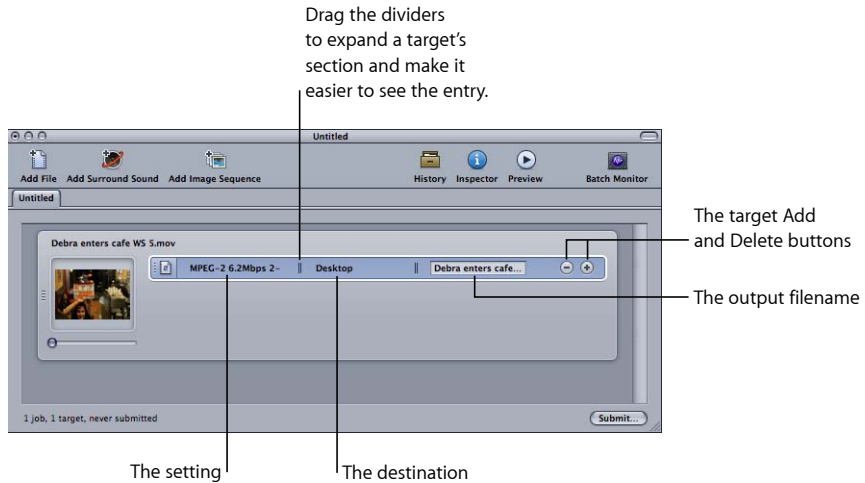 Drag the dividers
to expand a target's
section and make it
easier to see the entry.
Untitled
Add File Add Surround Sound Add Image Sequence History Inspector Preview Batch Monitor
Untitled
Debra enters cafe WS 5.mov
MPEG-2 6.2Mbps 2- Desktop Debra enters cafe...
The target Add
and Delete buttons
The output filename
1 job, 1 target, never submitted Submit...
The setting The destination